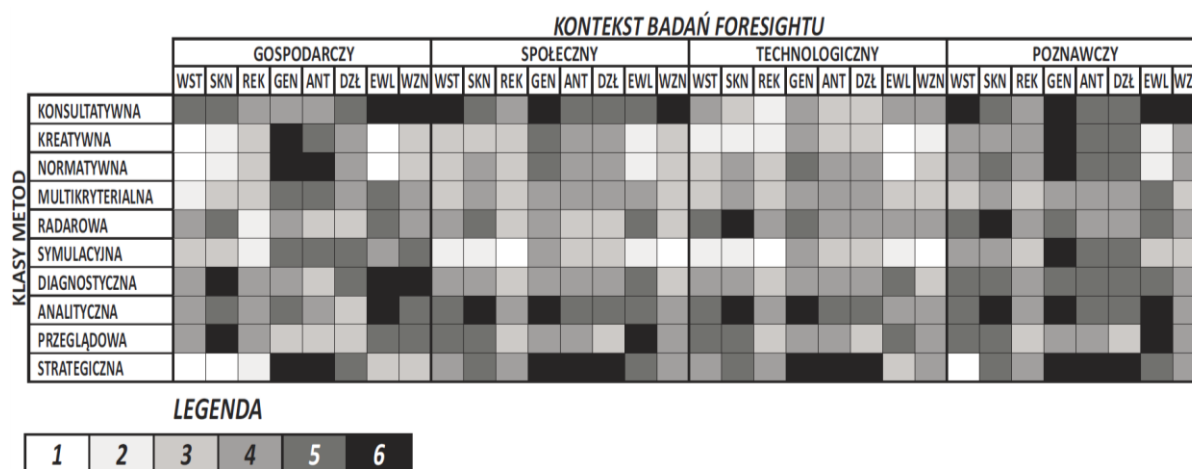 KONTEKST BADAŃ FORESIGHTU
GOSPODARCZY SPOŁECZNY TECHNOLOGICZNY POZNAWCZY
WST SKN REK GEN ANT DZŁ EWL WZN WST SKN REK GEN ANT DZŁ EWL WZN WST SKN REK GEN ANT DZŁ EWL WZN WST SKN REK GEN ANT DZŁ EWL WZN
KLASY METOD
KONSULTATYWNA
KREATYWNA
NORMATYWNA
MULTIKRYTERIALNA
RADAROWA
SYMULACYJNA
DIAGNOSTYCZNA
ANALITYCZNA
PRZEGLĄDOWA
STRATEGICZNA
LEGENDA
1 2 3 4 5 6